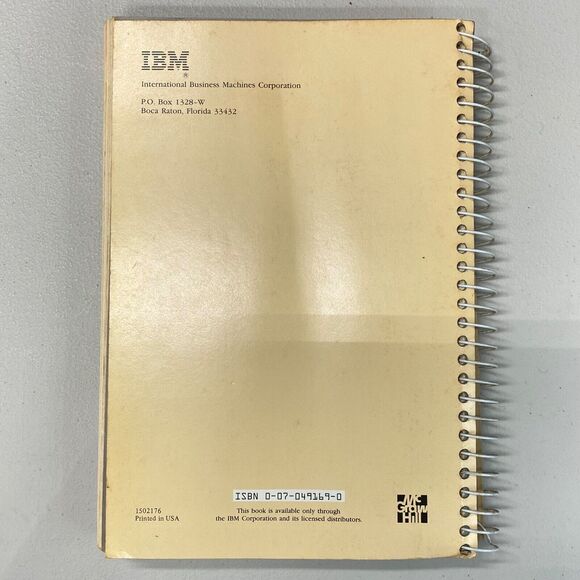 IBM
®
International Business Machines Corporation
P.O. Box 1328-W
Boca Raton, Florida 33432
ISBN 0-07-049169-0
1502176
Printed in USA
This book is available only through
the IBM Corporation and its licensed distributors.
Mc
Graw
Hill